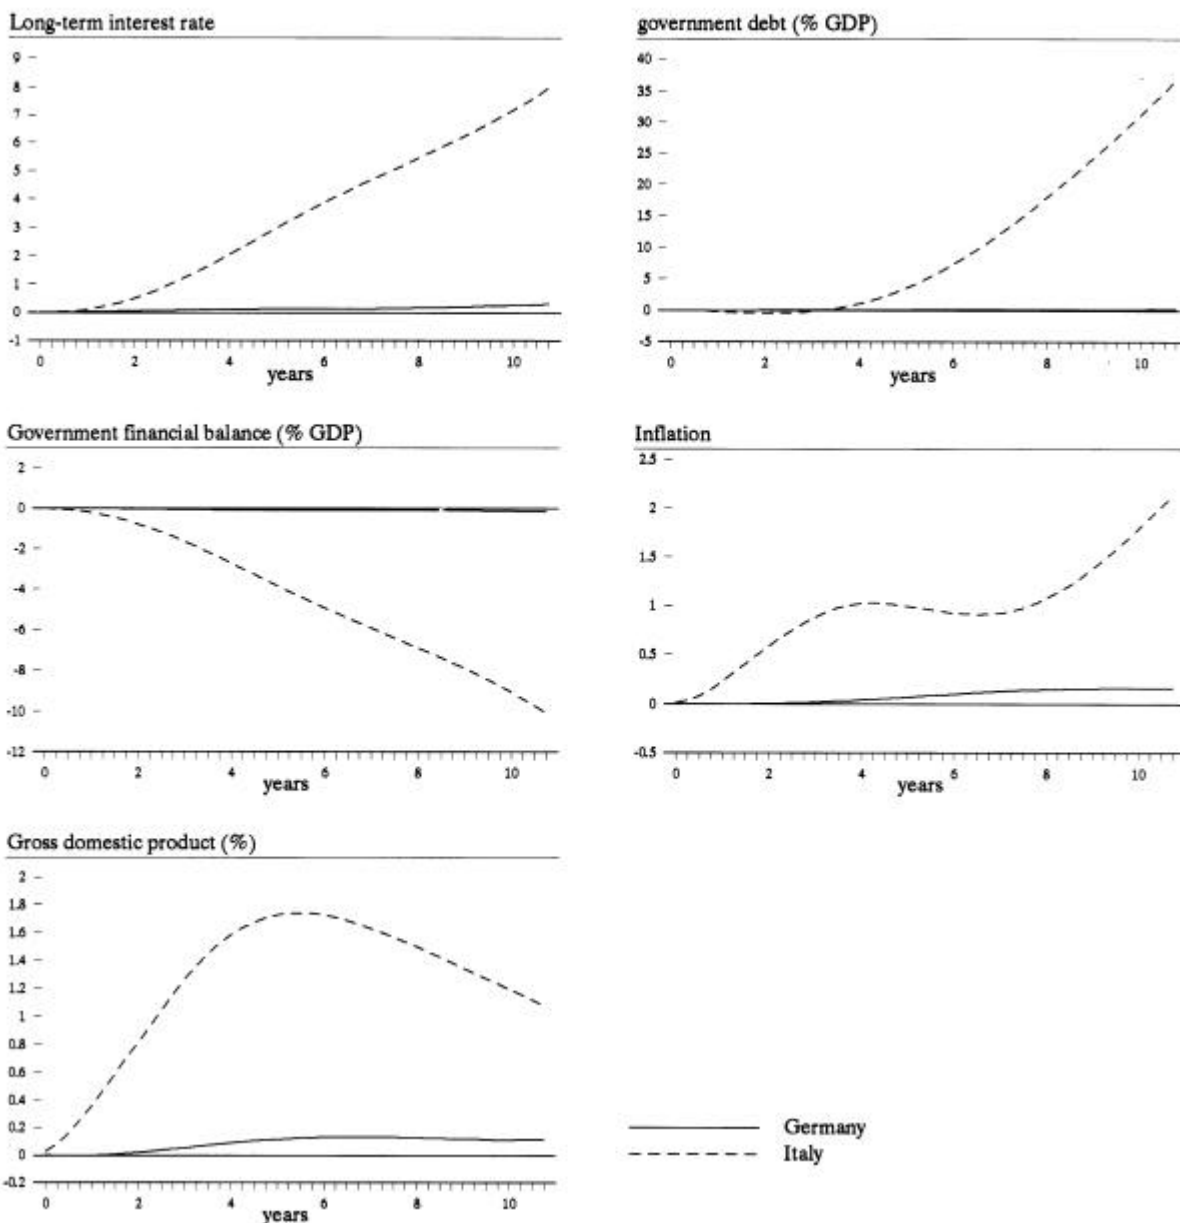 Long-term interest rate
9
8
7
6
5
4
3
2
1
0
-1
0 2 4 6 8 10
years
government debt (% GDP)
40
35
30
25
20
15
10
5
0
-5
0 2 4 6 8 10
years
Government financial balance (% GDP)
2
0
-2
-4
-6
-8
-10
-12
0 2 4 6 8 10
years
Inflation
2.5
2
1.5
1
0.5
0
-0.5
0 2 4 6 8 10
years
Gross domestic product (%)
2
1.8
1.6
1.4
1.2
1
0.8
0.6
0.4
0.2
0
-0.2
0 2 4 6 8 10
years
Germany
Italy